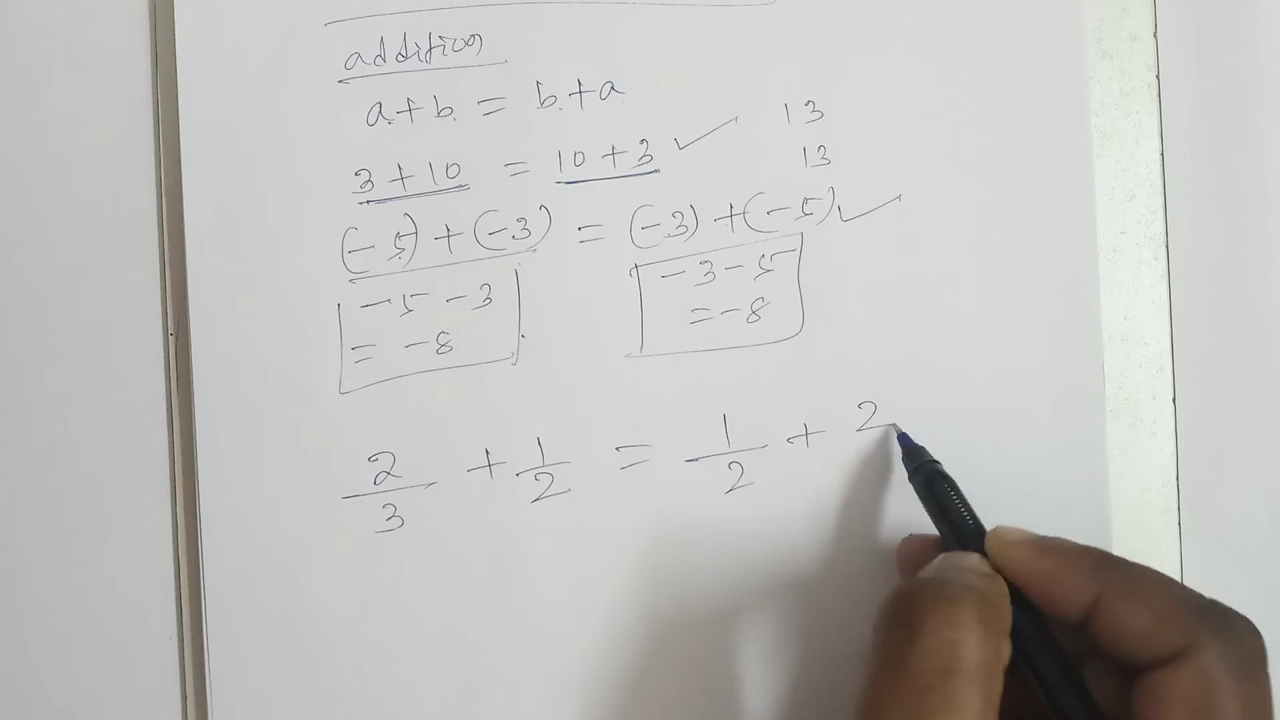 addition
a+b = b+a
3 + 10 = 10 + 3 ✓ 13
13
(-5) + (-3) = (-3) + (-5) ✓
-5 -3 -3 -5
= -8 = -8
2/3 + 1/2 = 1/2 + 2